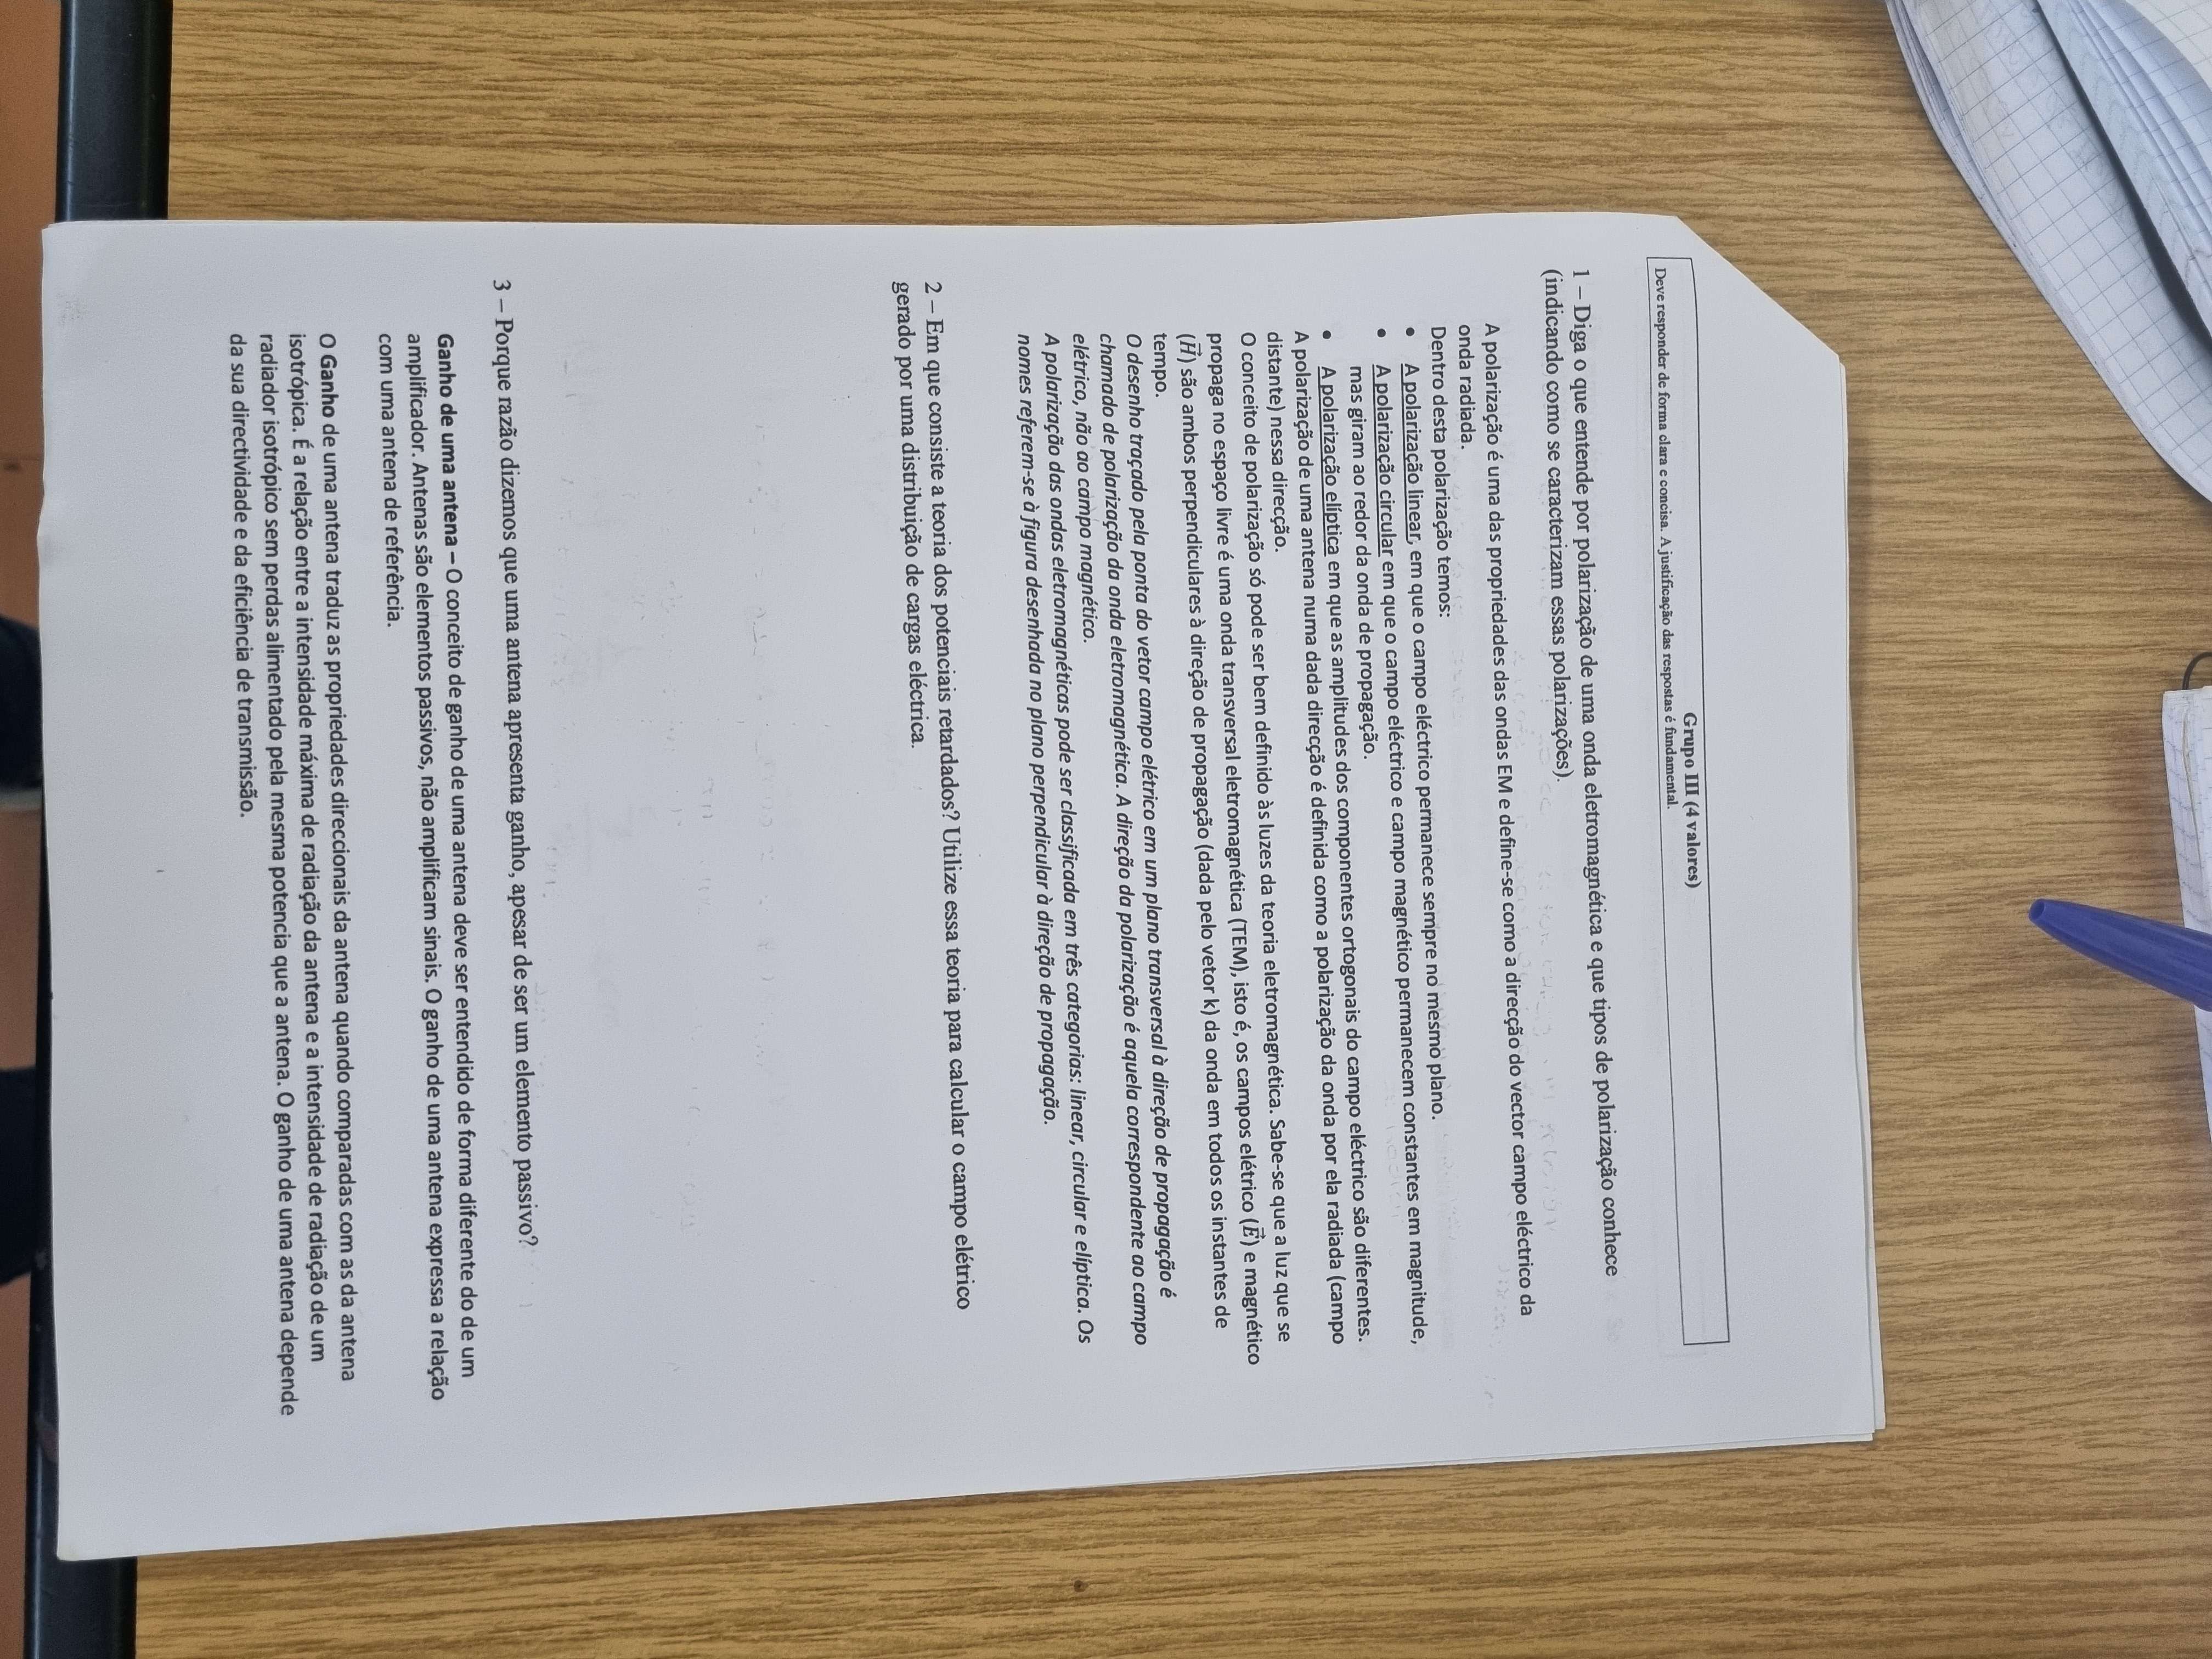 Grupo III (4 valores)
Deve responder de forma clara e concisa. A justificação das respostas é fundamental.
1 – Diga o que entende por polarização de uma onda eletromagnética e que tipos de polarização conhece
(indicando como se caracterizam essas polarizações).
A polarização é uma das propriedades das ondas EM e define-se como a direcção do vector campo eléctrico da
onda radiada.
Dentro desta polarização temos:
• A polarização linear, em que o campo eléctrico permanece sempre no mesmo plano.
• A polarização circular em que o campo eléctrico e campo magnético permanecem constantes em magnitude,
mas giram ao redor da onda de propagação.
• A polarização elíptica em que as amplitudes dos componentes ortogonais do campo eléctrico são diferentes.
A polarização de uma antena numa dada direcção é definida como a polarização da onda por ela radiada (campo
distante) nessa direcção.
O conceito de polarização só pode ser bem definido às luzes da teoria eletromagnética. Sabe-se que a luz que se
propaga no espaço livre é uma onda transversal eletromagnética (TEM), isto é, os campos elétrico (E⃗) e magnético
(H⃗) são ambos perpendiculares à direção de propagação (dada pelo vetor k) da onda em todos os instantes de
tempo.
O desenho traçado pela ponta do vetor campo elétrico em um plano transversal à direção de propagação é
chamado de polarização da onda eletromagnética. A direção da polarização é aquela correspondente ao campo
elétrico, não ao campo magnético.
A polarização das ondas eletromagnéticas pode ser classificada em três categorias: linear, circular e elíptica. Os
nomes referem-se à figura desenhada no plano perpendicular à direção de propagação.
2 – Em que consiste a teoria dos potenciais retardados? Utilize essa teoria para calcular o campo elétrico
gerado por uma distribuição de cargas eléctrica.
3 – Porque razão dizemos que uma antena apresenta ganho, apesar de ser um elemento passivo?
Ganho de uma antena – O conceito de ganho de uma antena deve ser entendido de forma diferente do de um
amplificador. Antenas são elementos passivos, não amplificam sinais. O ganho de uma antena expressa a relação
com uma antena de referência.
O Ganho de uma antena traduz as propriedades direccionais da antena quando comparadas com as da antena
isotrópica. É a relação entre a intensidade máxima de radiação da antena e a intensidade de radiação de um
radiador isotrópico sem perdas alimentado pela mesma potencia que a antena. O ganho de uma antena depende
da sua directividade e da eficiência de transmissão.